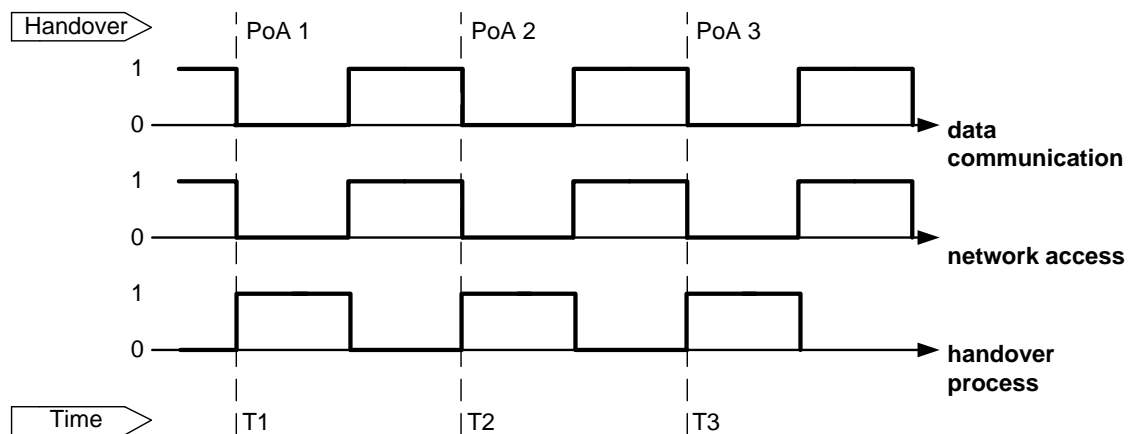 Handover
PoA 1
PoA 2
PoA 3
1
0
data
communication
1
0
network access
1
0
handover
process
Time
T1
T2
T3